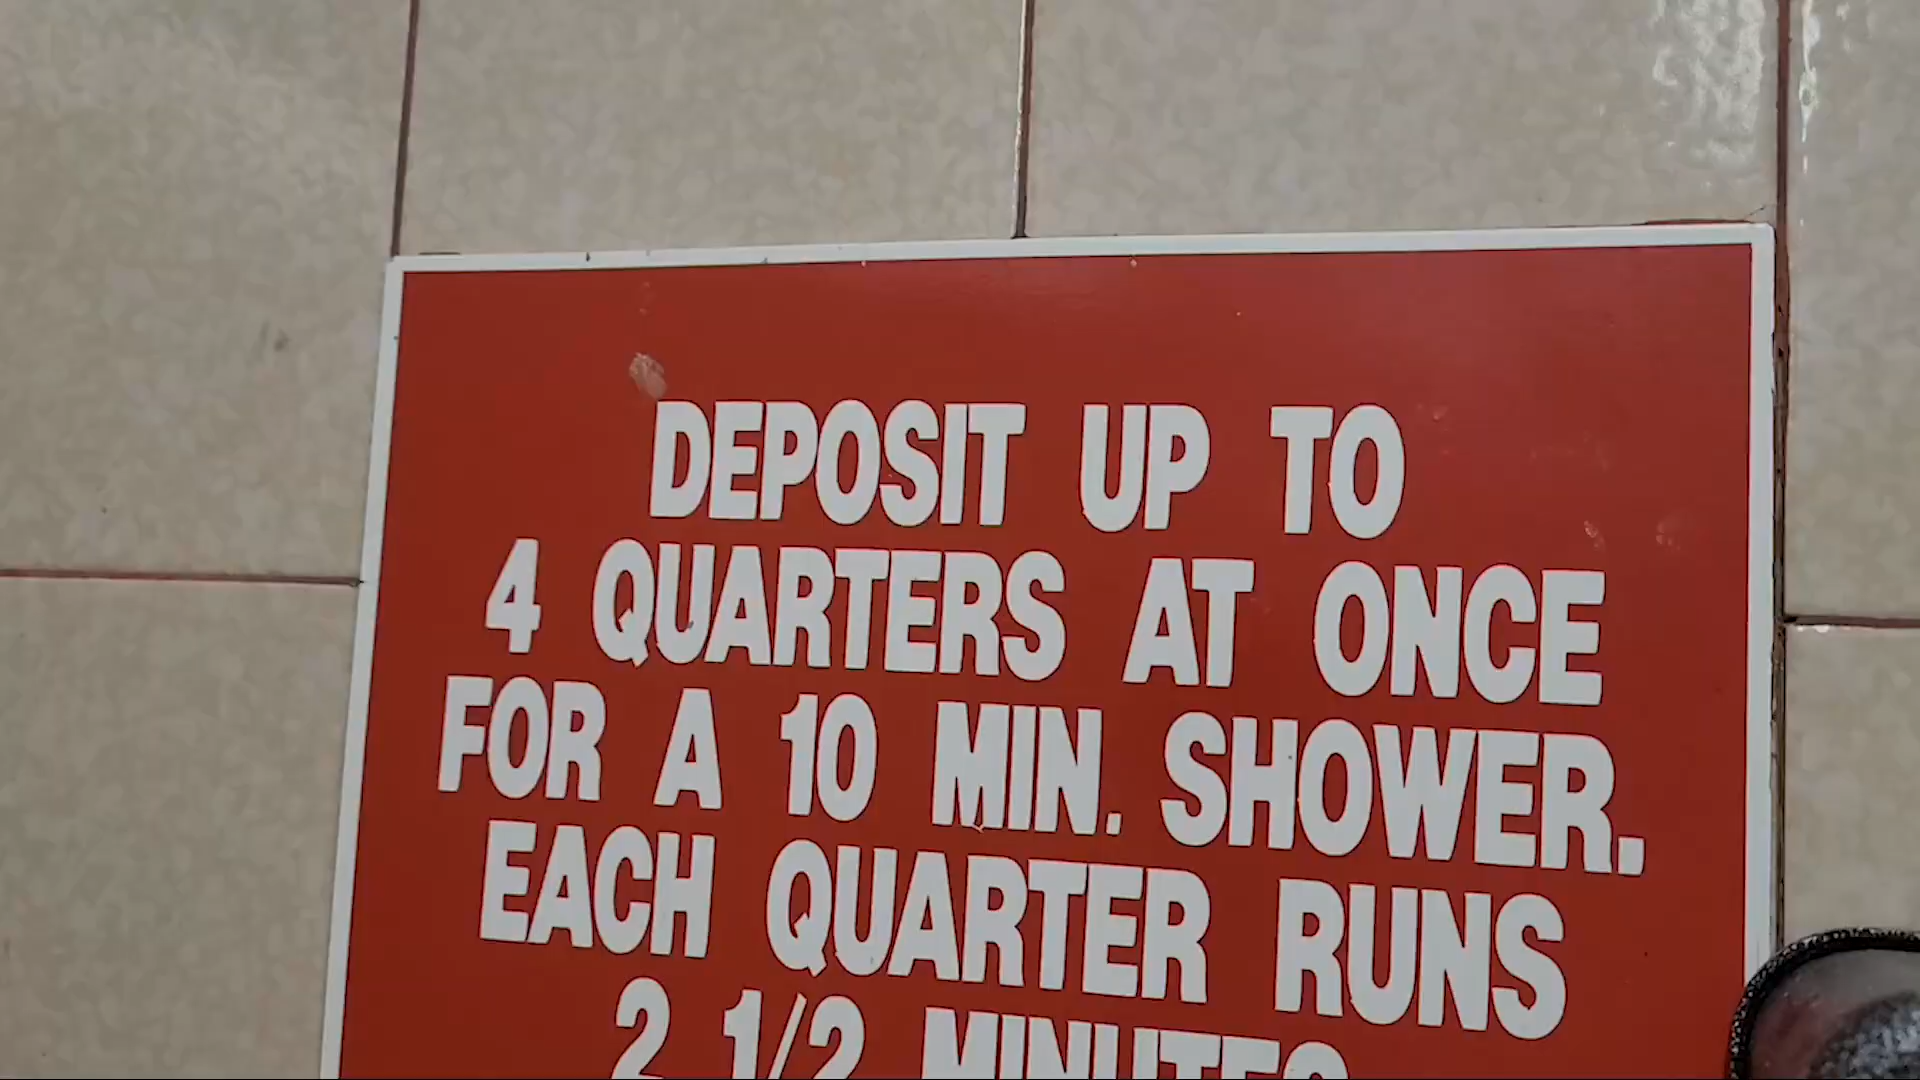 DEPOSIT UP TO
4 QUARTERS AT ONCE
FOR A 10 MIN. SHOWER.
EACH QUARTER RUNS
2 1/2 MINUTES